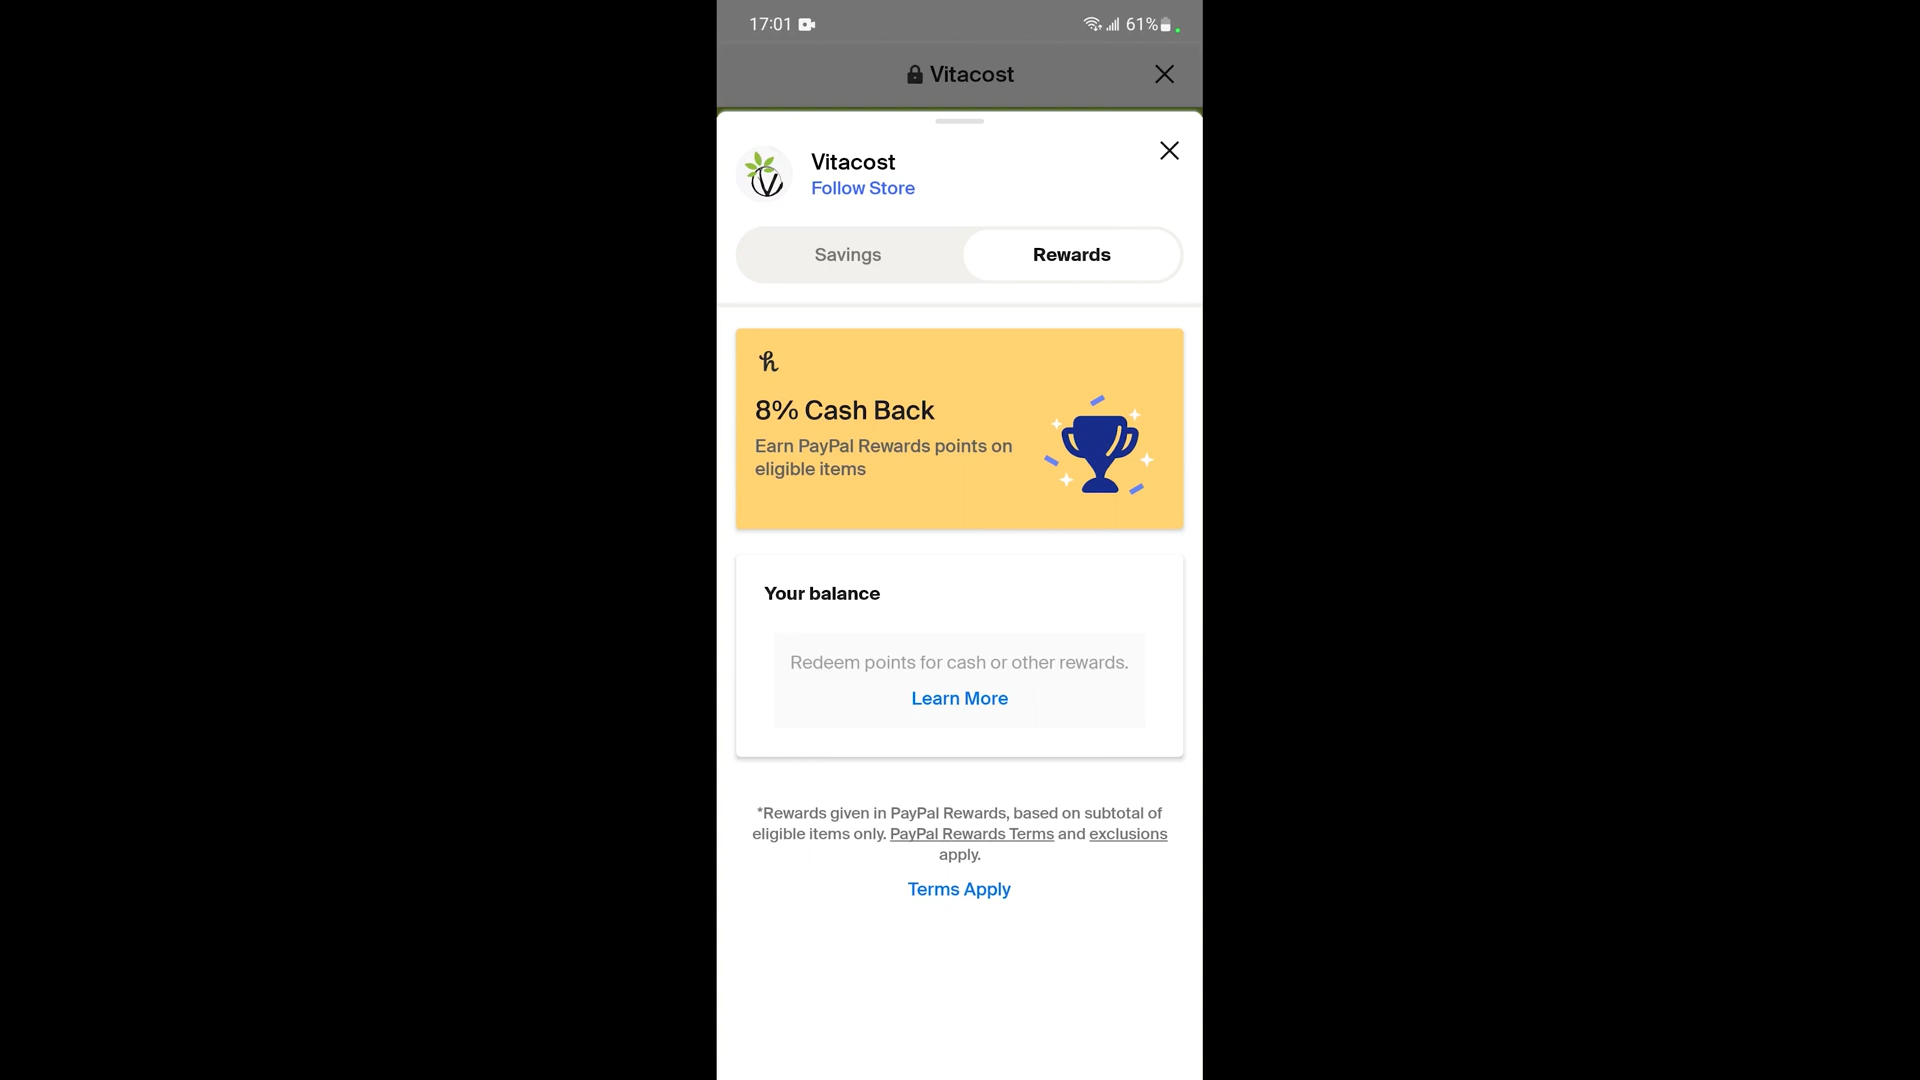 17:01
61%
Vitacost
Vitacost
Follow Store
Savings
Rewards
8% Cash Back
Earn PayPal Rewards points on
eligible items
Your balance
Redeem points for cash or other rewards.
Learn More
*Rewards given in PayPal Rewards, based on subtotal of
eligible items only. PayPal Rewards Terms and exclusions
apply.
Terms Apply